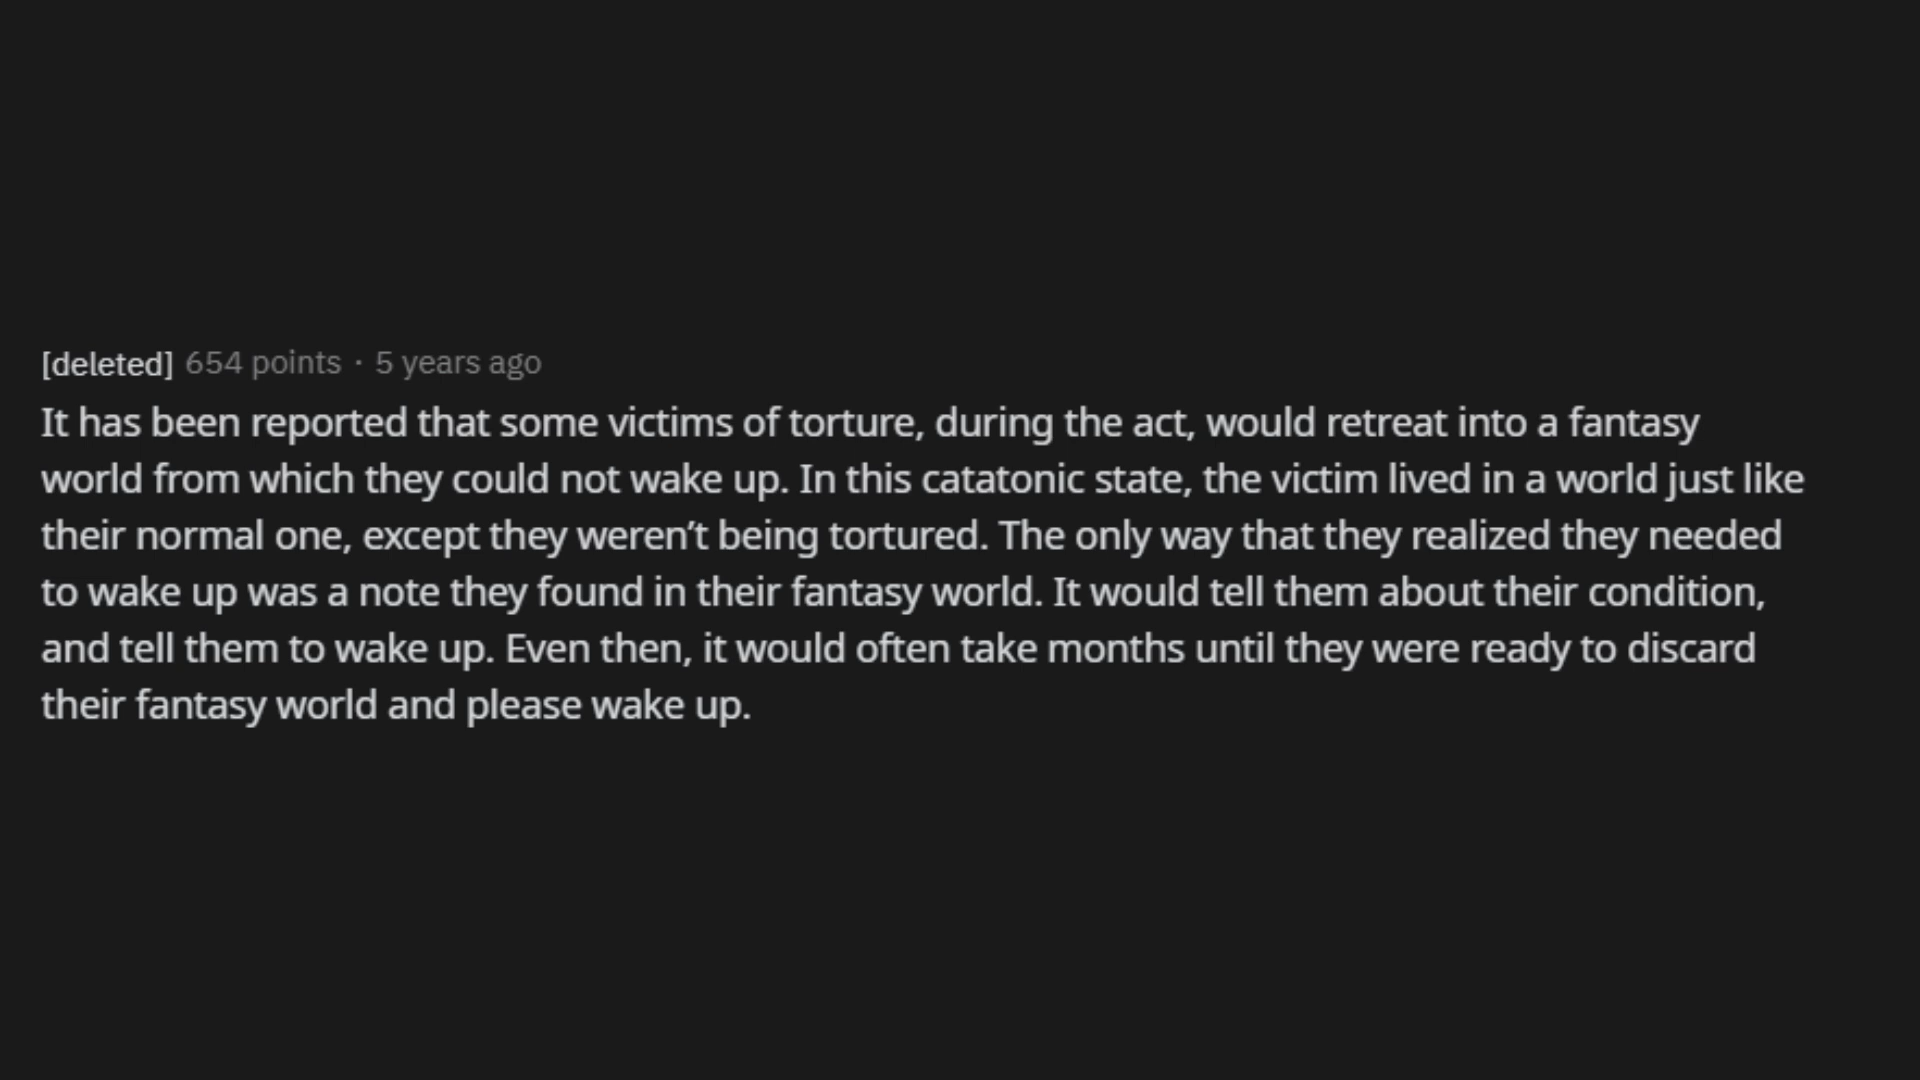 [deleted] 654 points · 5 years ago
It has been reported that some victims of torture, during the act, would retreat into a fantasy
world from which they could not wake up. In this catatonic state, the victim lived in a world just like
their normal one, except they weren’t being tortured. The only way that they realized they needed
to wake up was a note they found in their fantasy world. It would tell them about their condition,
and tell them to wake up. Even then, it would often take months until they were ready to discard
their fantasy world and please wake up.